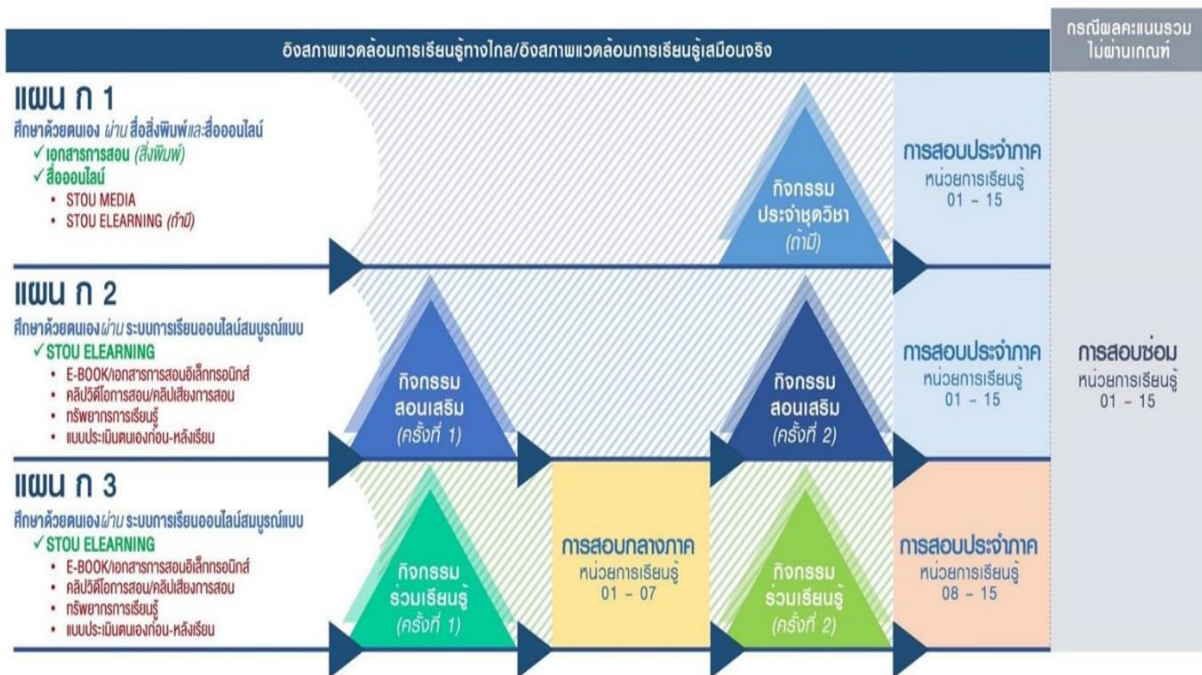 อิงสภาพแวดล้อมการเรียนรู้ทางไกล/อิงสภาพแวดล้อมการเรียนรู้เสมือนจริง
กรณีผลคะแนนรวม
ไม่ผ่านเกณฑ์
แผน ก 1
ศึกษาด้วยตนเอง ผ่าน สื่อสิ่งพิมพ์และสื่อออนไลน์
✓เอกสารการสอน (สิ่งพิมพ์)
✓สื่อออนไลน์
• STOU MEDIA
• STOU ELEARNING (ถ้ามี)
กิจกรรม
ประจำชุดวิชา
(ถ้ามี)
การสอบประจำภาค
หน่วยการเรียนรู้
01 - 15
แผน ก 2
ศึกษาด้วยตนเองผ่าน ระบบการเรียนออนไลน์สมบูรณ์แบบ
✓STOU ELEARNING
• E-BOOK/เอกสารการสอนอิเล็กทรอนิกส์
• คลิปวิดีโอการสอน/คลิปเสียงการสอน
• ทรัพยากรการเรียนรู้
• แบบประเมินตนเองก่อน-หลังเรียน
กิจกรรม
สอนเสริม
(ครั้งที่ 1)
กิจกรรม
สอนเสริม
(ครั้งที่ 2)
การสอบประจำภาค
หน่วยการเรียนรู้
01 - 15
การสอบซ่อม
หน่วยการเรียนรู้
01 - 15
แผน ก 3
ศึกษาด้วยตนเองผ่าน ระบบการเรียนออนไลน์สมบูรณ์แบบ
✓STOU ELEARNING
• E-BOOK/เอกสารการสอนอิเล็กทรอนิกส์
• คลิปวิดีโอการสอน/คลิปเสียงการสอน
• ทรัพยากรการเรียนรู้
• แบบประเมินตนเองก่อน-หลังเรียน
กิจกรรม
ร่วมเรียนรู้
(ครั้งที่ 1)
การสอบกลางภาค
หน่วยการเรียนรู้
01 - 07
กิจกรรม
ร่วมเรียนรู้
(ครั้งที่ 2)
การสอบประจำภาค
หน่วยการเรียนรู้
08 - 15